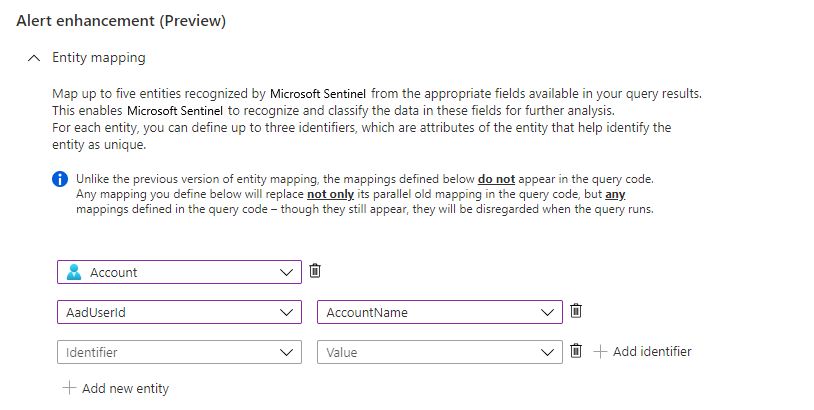 Alert enhancement (Preview)
Entity mapping
Map up to five entities recognized by Microsoft Sentinel from the appropriate fields available in your query results.
This enables Microsoft Sentinel to recognize and classify the data in these fields for further analysis.
For each entity, you can define up to three identifiers, which are attributes of the entity that help identify the
entity as unique.
Unlike the previous version of entity mapping, the mappings defined below do not appear in the query code.
Any mapping you define below will replace not only its parallel old mapping in the query code, but any
mappings defined in the query code – though they still appear, they will be disregarded when the query runs.
Account
AadUserId AccountName
Identifier Value Add identifier
Add new entity